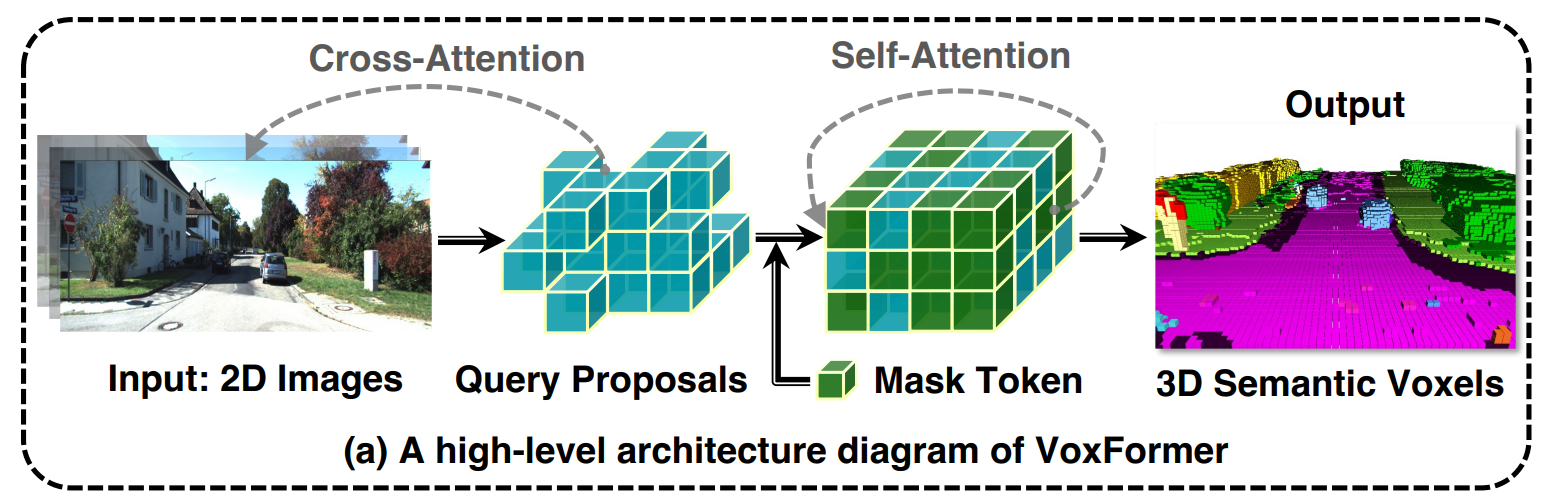 Cross-Attention
Self-Attention
Output
Input: 2D Images
Query Proposals
Mask Token
3D Semantic Voxels
(a) A high-level architecture diagram of VoxFormer